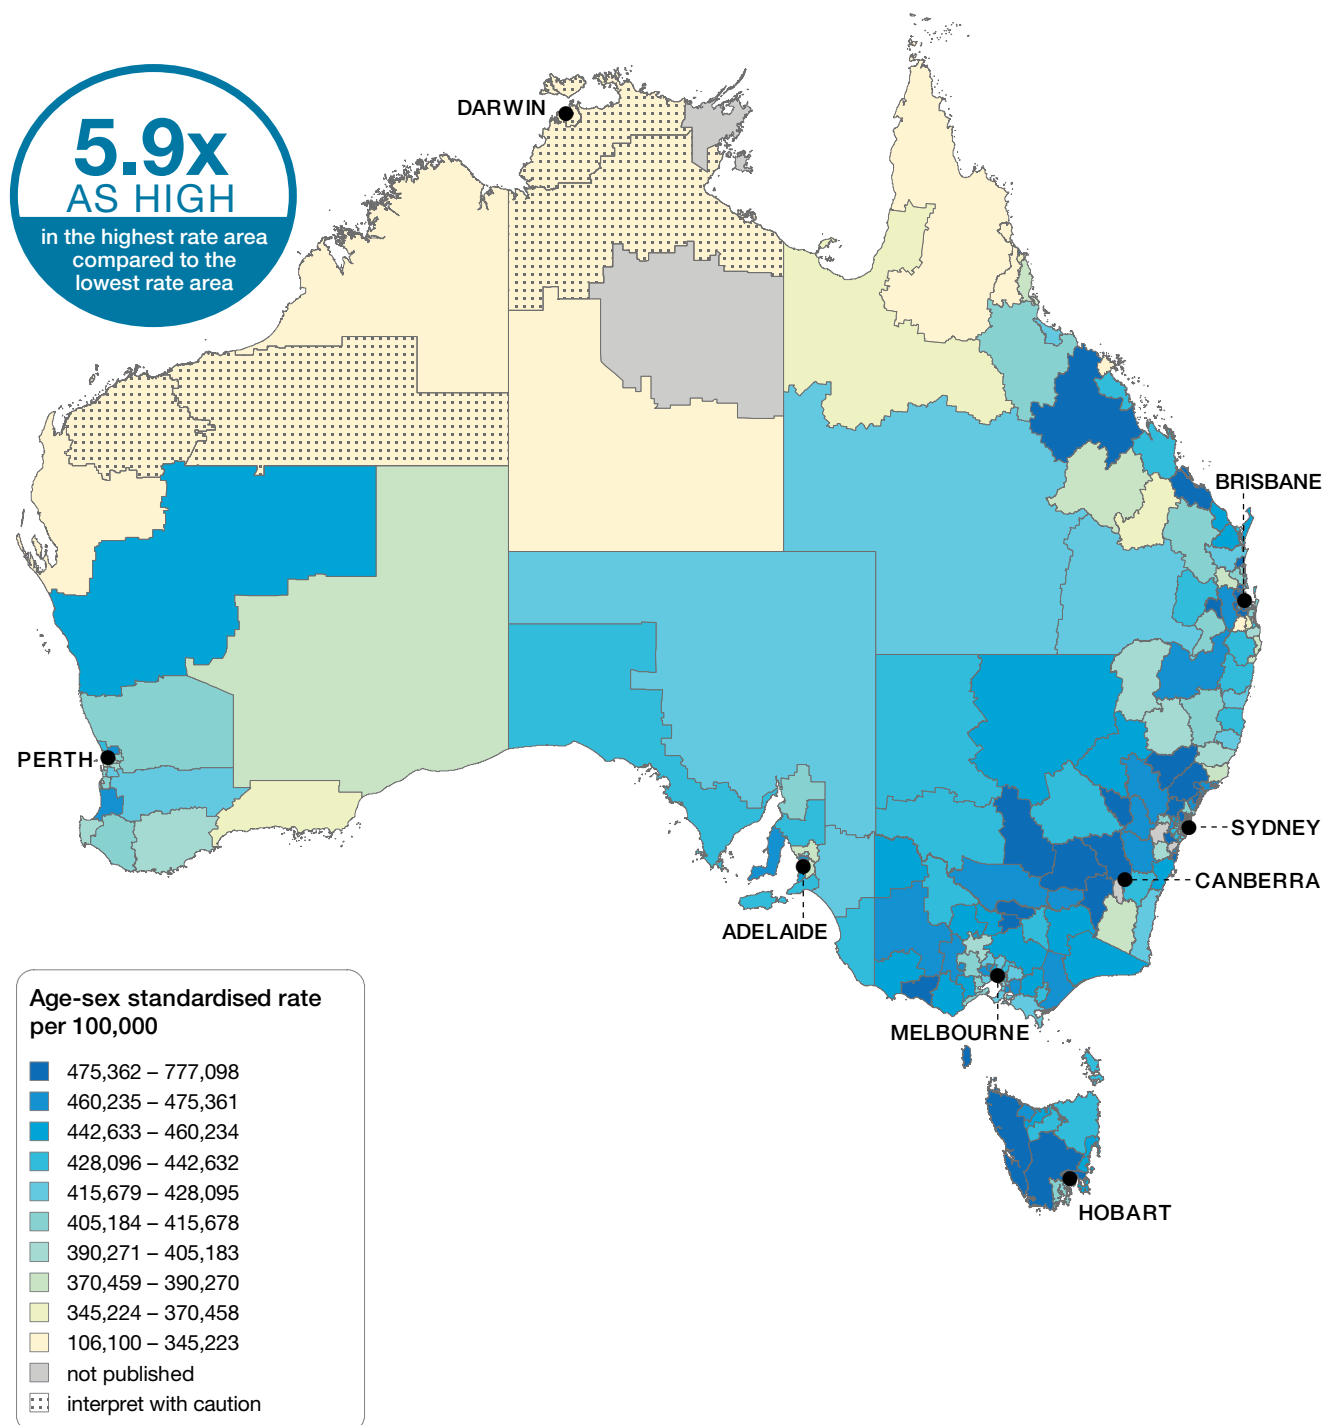 5.9x
AS HIGH
in the highest rate area
compared to the
lowest rate area
DARWIN
BRISBANE
PERTH
SYDNEY
CANBERRA
ADELAIDE
MELBOURNE
HOBART
Age-sex standardised rate
per 100,000
475,362 – 777,098
460,235 – 475,361
442,633 – 460,234
428,096 – 442,632
415,679 – 428,095
405,184 – 415,678
390,271 – 405,183
370,459 – 390,270
345,224 – 370,458
106,100 – 345,223
not published
interpret with caution